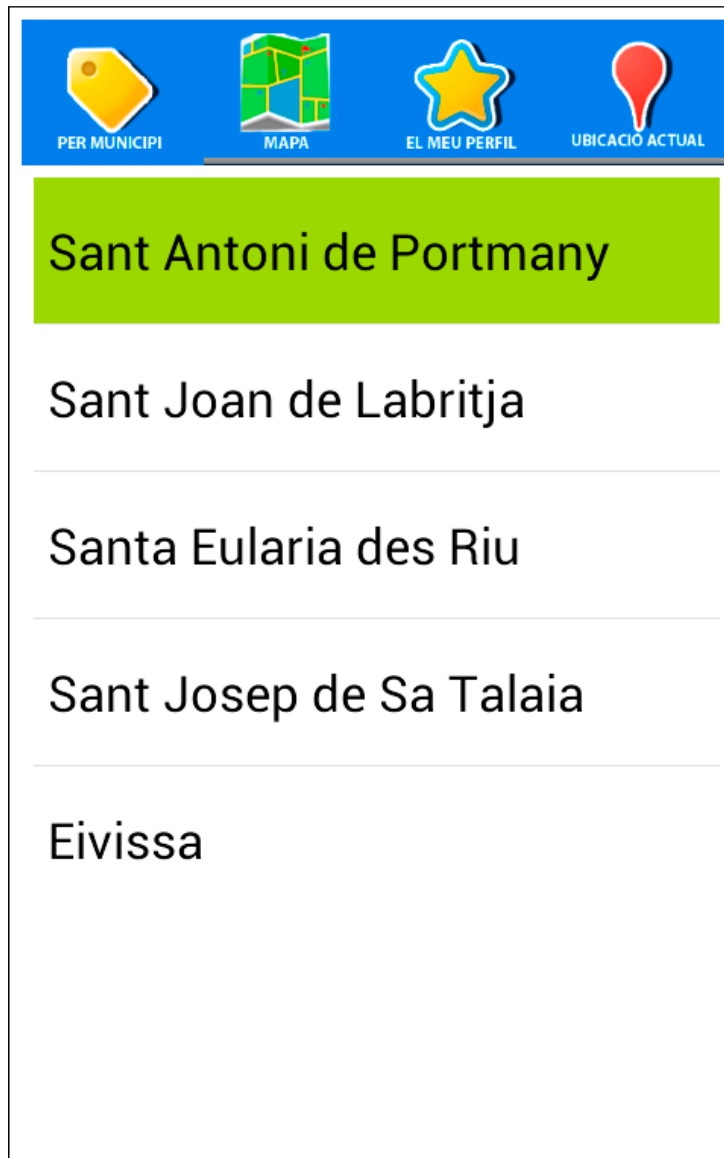 PER MUNICIPI
MAPA
EL MEU PERFIL
UBICACIÓ ACTUAL
Sant Antoni de Portmany
Sant Joan de Labritja
Santa Eularia des Riu
Sant Josep de Sa Talaia
Eivissa